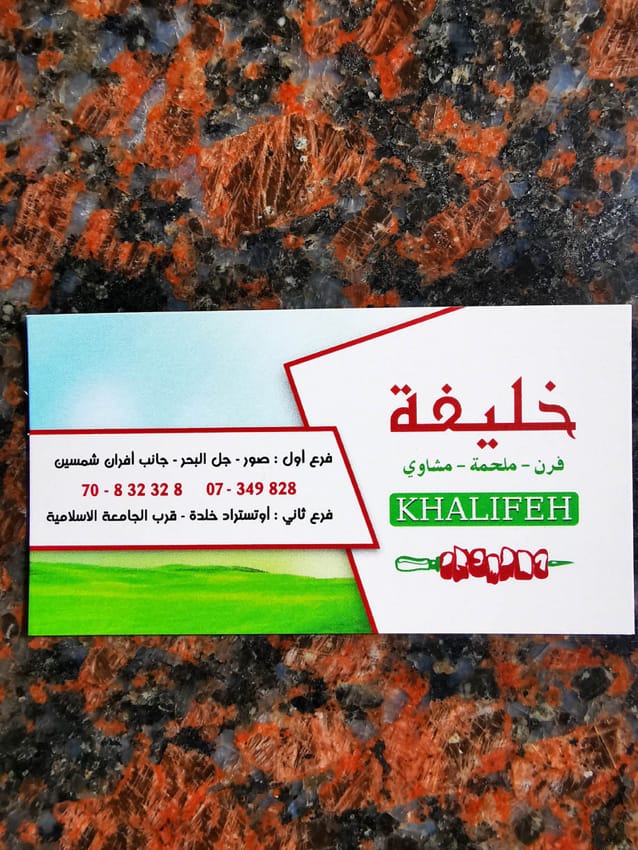 خليفة
فرن - ملحمة - مشاوي
KHALIFEH
فرع أول : صور - جل البحر - جانب أفران شمسين
70 - 8 32 32 8   07- 349 828
فرع ثاني : أوتستراد خلدة - قرب الجامعة الاسلامية